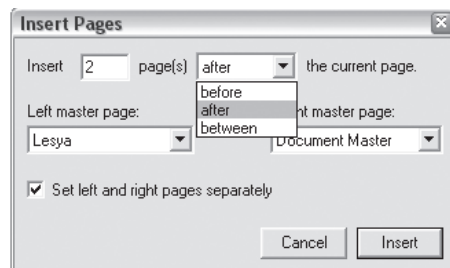 Insert Pages
Insert 2 page(s) after the current page.
before
after
between
Left master page: nt master page:
Lesya Document Master
Set left and right pages separately
Cancel Insert